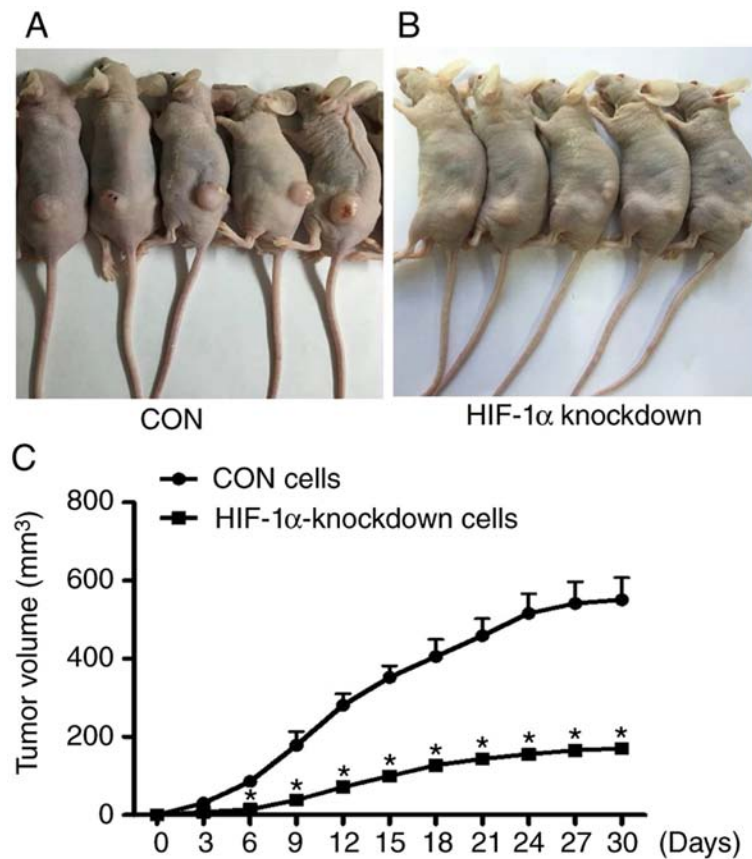 A
B
CON
HIF-1α knockdown
C
CON cells
HIF-1α-knockdown cells
Tumor volume (mm³)
800
600
400
200
0
* * * * * * * * *
0 3 6 9 12 15 18 21 24 27 30 (Days)